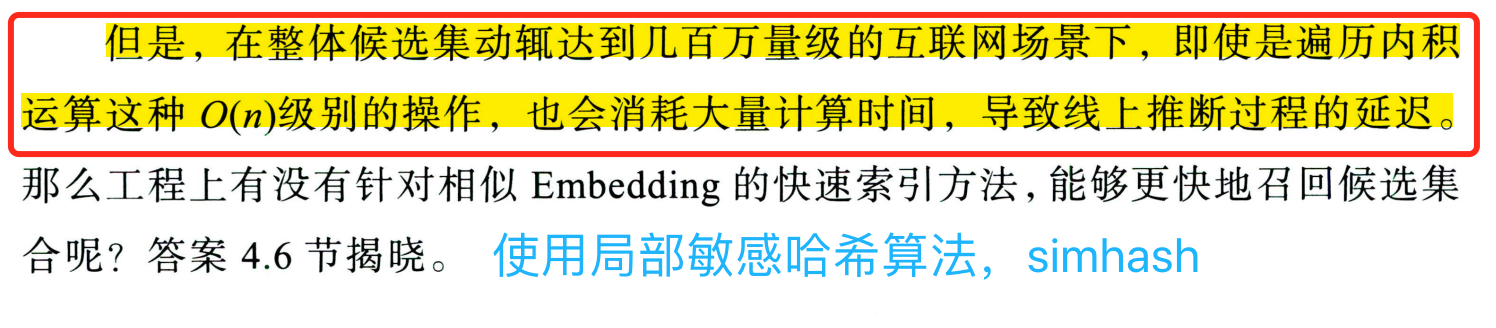 但是，在整体候选集动辄达到几百万量级的互联网场景下，即使是遍历内积
运算这种 O(n)级别的操作，也会消耗大量计算时间，导致线上推断过程的延迟。
那么工程上有没有针对相似 Embedding 的快速索引方法，能够更快地召回候选集
合呢？答案 4.6 节揭晓。 使用局部敏感哈希算法，simhash